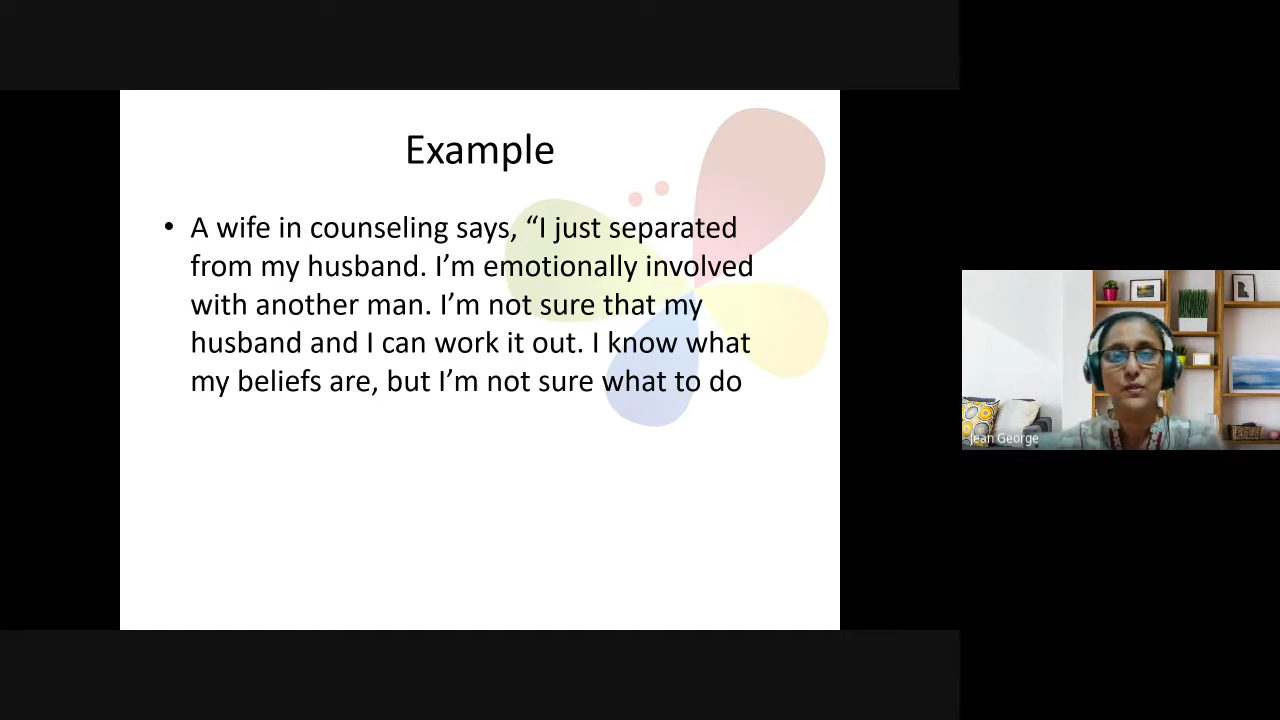 Example
• A wife in counseling says, “I just separated
from my husband. I’m emotionally involved
with another man. I’m not sure that my
husband and I can work it out. I know what
my beliefs are, but I’m not sure what to do
Jean George